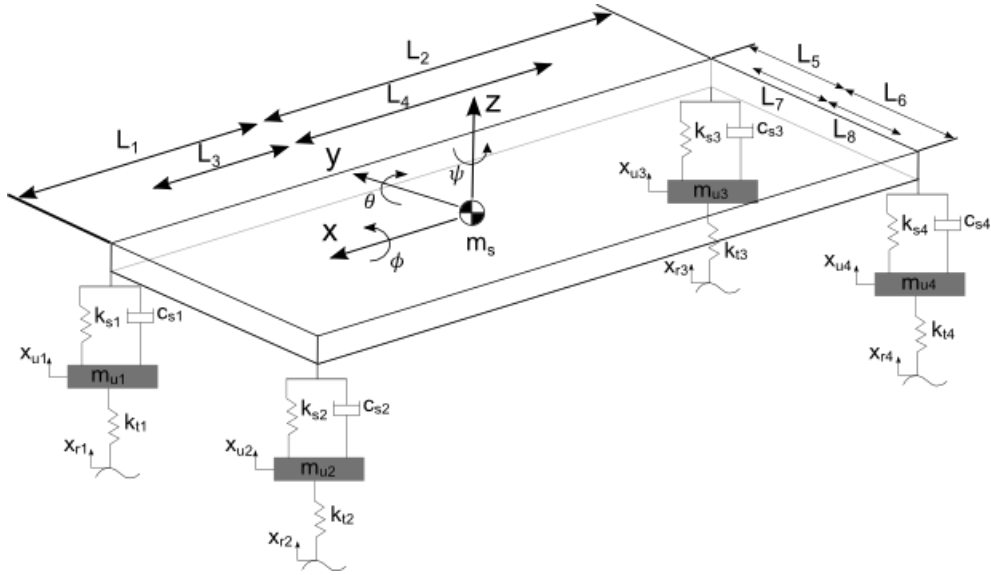 L₂
L₁
L₄
L₃
L₅
L₆
L₇
L₈
z
y
ψ
θ
x
ϕ
mₛ
kₛ₃
cₛ₃
xᵤ₃
mᵤ₃
kₜ₃
xᵣ₃
kₛ₄
cₛ₄
xᵤ₄
mᵤ₄
kₜ₄
xᵣ₄
kₛ₁
cₛ₁
xᵤ₁
mᵤ₁
kₜ₁
xᵣ₁
kₛ₂
cₛ₂
xᵤ₂
mᵤ₂
kₜ₂
xᵣ₂